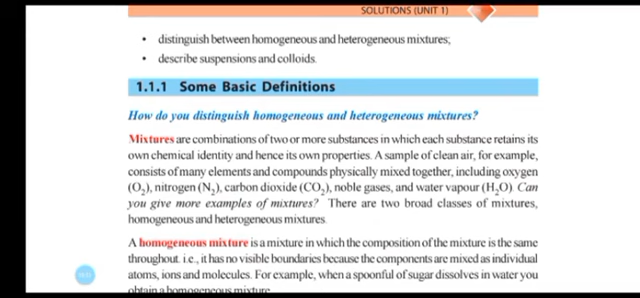 SOLUTIONS (UNIT 1)
• distinguish between homogeneous and heterogeneous mixtures;
• describe suspensions and colloids.
1.1.1 Some Basic Definitions
How do you distinguish homogeneous and heterogeneous mixtures?
Mixtures are combinations of two or more substances in which each substance retains its
own chemical identity and hence its own properties. A sample of clean air, for example,
consists of many elements and compounds physically mixed together, including oxygen
(O₂), nitrogen (N₂), carbon dioxide (CO₂), noble gases, and water vapour (H₂O). Can
you give more examples of mixtures? There are two broad classes of mixtures,
homogeneous and heterogeneous mixtures.
A homogeneous mixture is a mixture in which the composition of the mixture is the same
throughout. i.e., it has no visible boundaries because the components are mixed as individual
atoms, ions and molecules. For example, when a spoonful of sugar dissolves in water you
obtain a homogeneous mixture